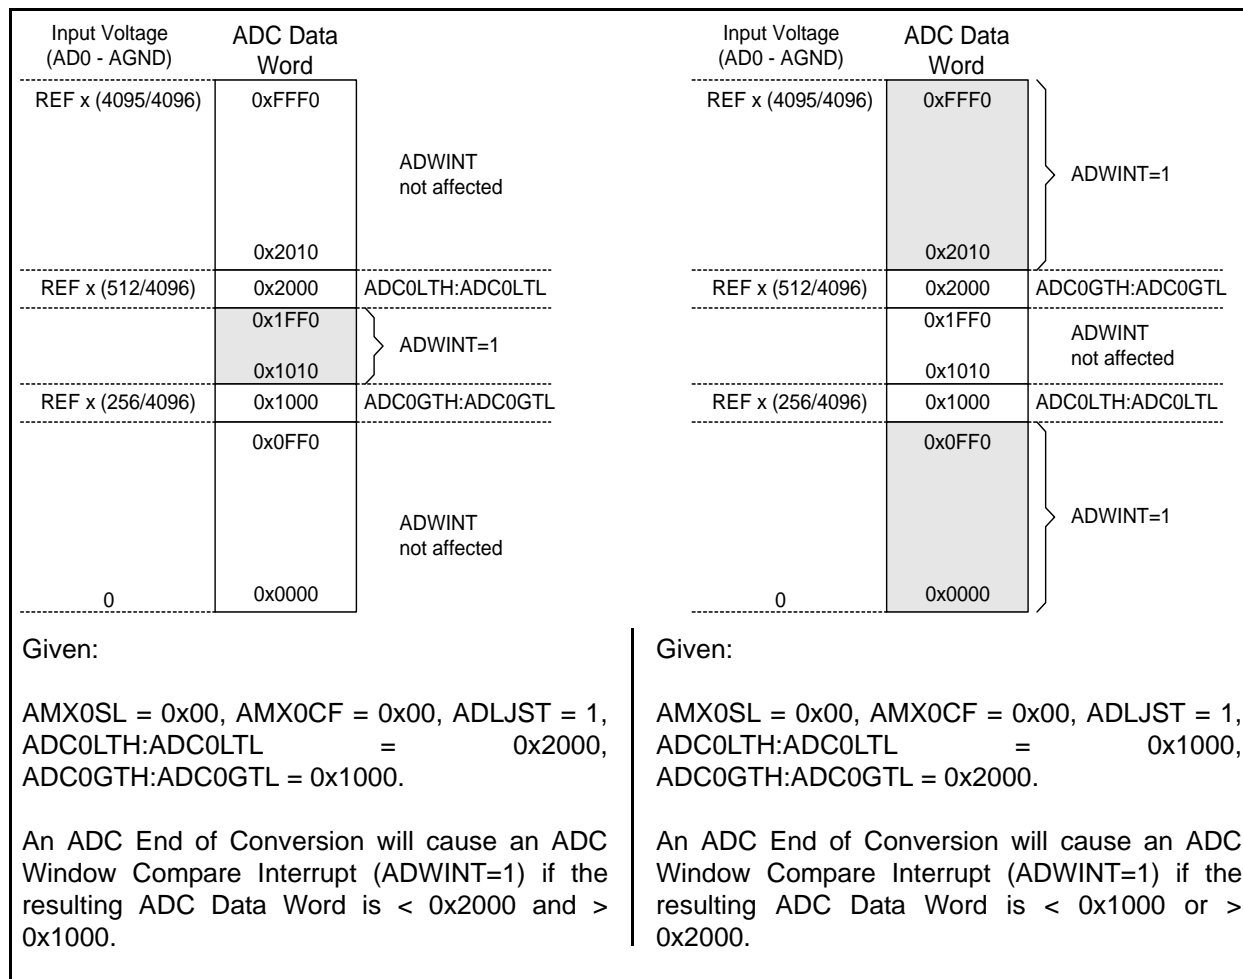 Input Voltage
(AD0 - AGND)
ADC Data
Word
REF x (4095/4096)
0xFFF0
ADWINT
not affected
0x2010
REF x (512/4096)
0x2000
ADC0LTH:ADC0LTL
0x1FF0
ADWINT=1
0x1010
REF x (256/4096)
0x1000
ADC0GTH:ADC0GTL
0x0FF0
ADWINT
not affected
0
0x0000
Given:
AMX0SL = 0x00, AMX0CF = 0x00, ADLJST = 1,
ADC0LTH:ADC0LTL = 0x2000,
ADC0GTH:ADC0GTL = 0x1000.
An ADC End of Conversion will cause an ADC
Window Compare Interrupt (ADWINT=1) if the
resulting ADC Data Word is < 0x2000 and >
0x1000.
Input Voltage
(AD0 - AGND)
ADC Data
Word
REF x (4095/4096)
0xFFF0
ADWINT=1
0x2010
REF x (512/4096)
0x2000
ADC0GTH:ADC0GTL
0x1FF0
ADWINT
not affected
0x1010
REF x (256/4096)
0x1000
ADC0LTH:ADC0LTL
0x0FF0
ADWINT=1
0
0x0000
Given:
AMX0SL = 0x00, AMX0CF = 0x00, ADLJST = 1,
ADC0LTH:ADC0LTL = 0x1000,
ADC0GTH:ADC0GTL = 0x2000.
An ADC End of Conversion will cause an ADC
Window Compare Interrupt (ADWINT=1) if the
resulting ADC Data Word is < 0x1000 or >
0x2000.